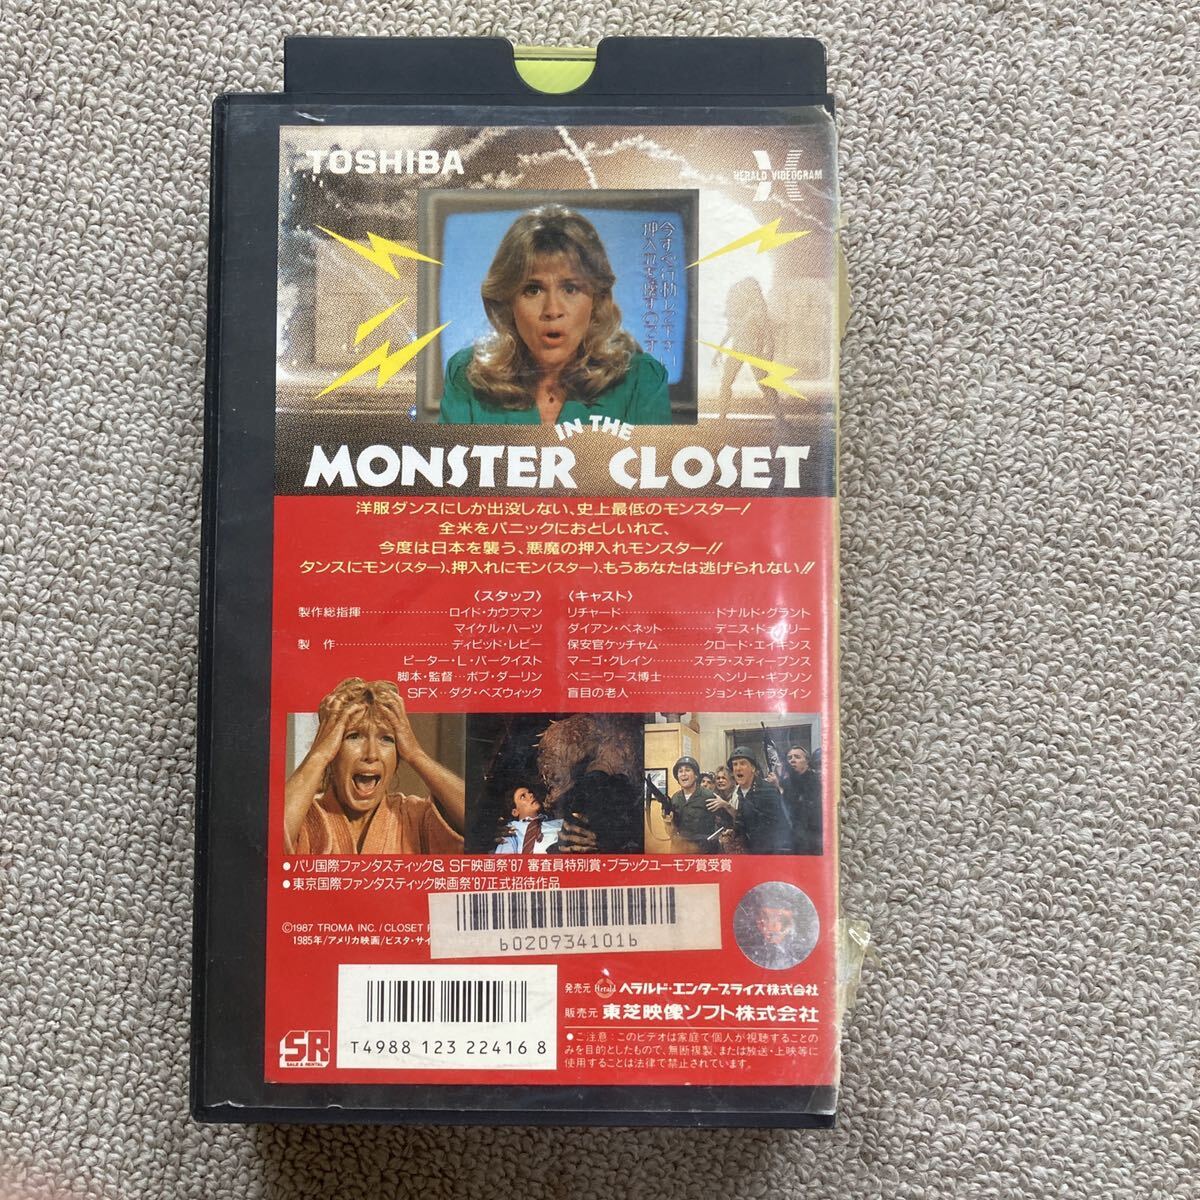 TOSHIBA
HERALD VIDEOGRAM
今すぐ行動して下さい
押入れを壊すのです
IN THE
MONSTER CLOSET
洋服ダンスにしか出没しない、史上最低のモンスター!
全米をパニックにおとしいれて、
今度は日本を襲う、悪魔の押入れモンスター!!
タンスにモン(スター)、押入れにモン(スター)、もうあなたは逃げられない!!
〈スタッフ〉
製作総指揮 ロイド・カウフマン
マイケル・ハーツ
製作 ディビッド・レビー
ピーター・L・バークイスト
脚本・監督 ボブ・ダーリン
SFX ダグ・ベズウィック
〈キャスト〉
リチャード ドナルド・グラント
ダイアン・ベネット デニス・
保安官ケッチャム クロード・エイキンス
マーゴ・クレイン ステラ・スティーブンス
ペニーワース博士 ヘンリー・ギブソン
盲目の老人 ジョン・キャラダイン
●パリ国際ファンタスティック& SF映画祭'87 審査員特別賞・ブラックユーモア賞受賞
●東京国際ファンタスティック映画祭'87正式招待作品
©1987 TROMA INC. / CLOSET
1985年/アメリカ映画/ビスタ・サイ
b020934101b
T4988 123 22416 8
SR
SALE & RENTAL
発売元 Herald ヘラルド・エンタープライズ株式会社
販売元 東芝映像ソフト株式会社
●ご注意:このビデオは家庭で個人が視聴することの
みを目的としたもので、無断複製、または放送・上映等に
使用することは法律で禁止されています。